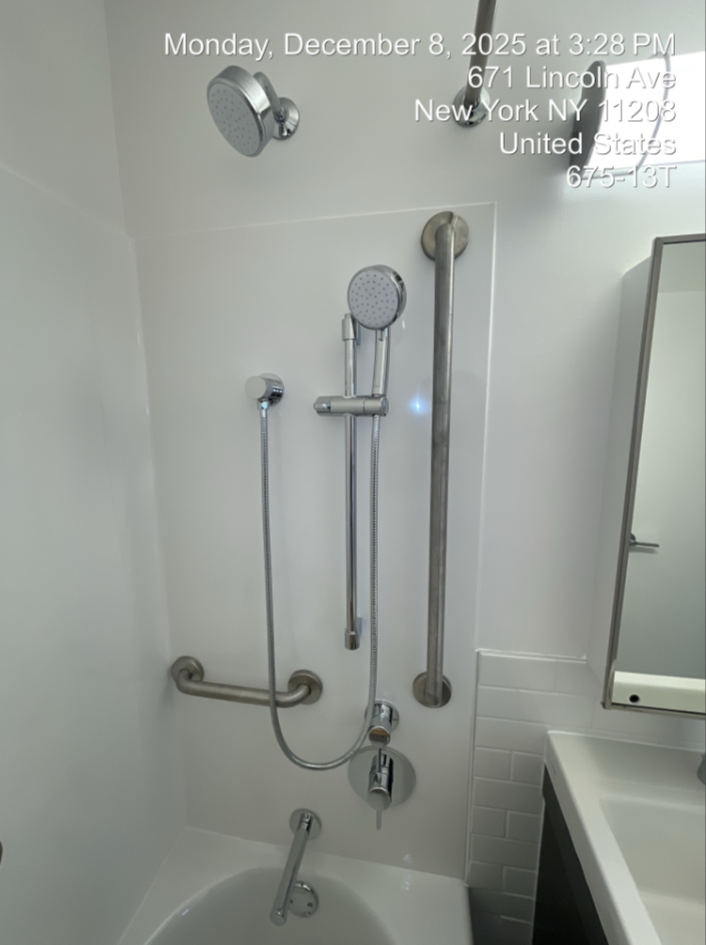 Monday, December 8, 2025 at 3:28 PM
671 Lincoln Ave
New York NY 11208
United States
675-13T